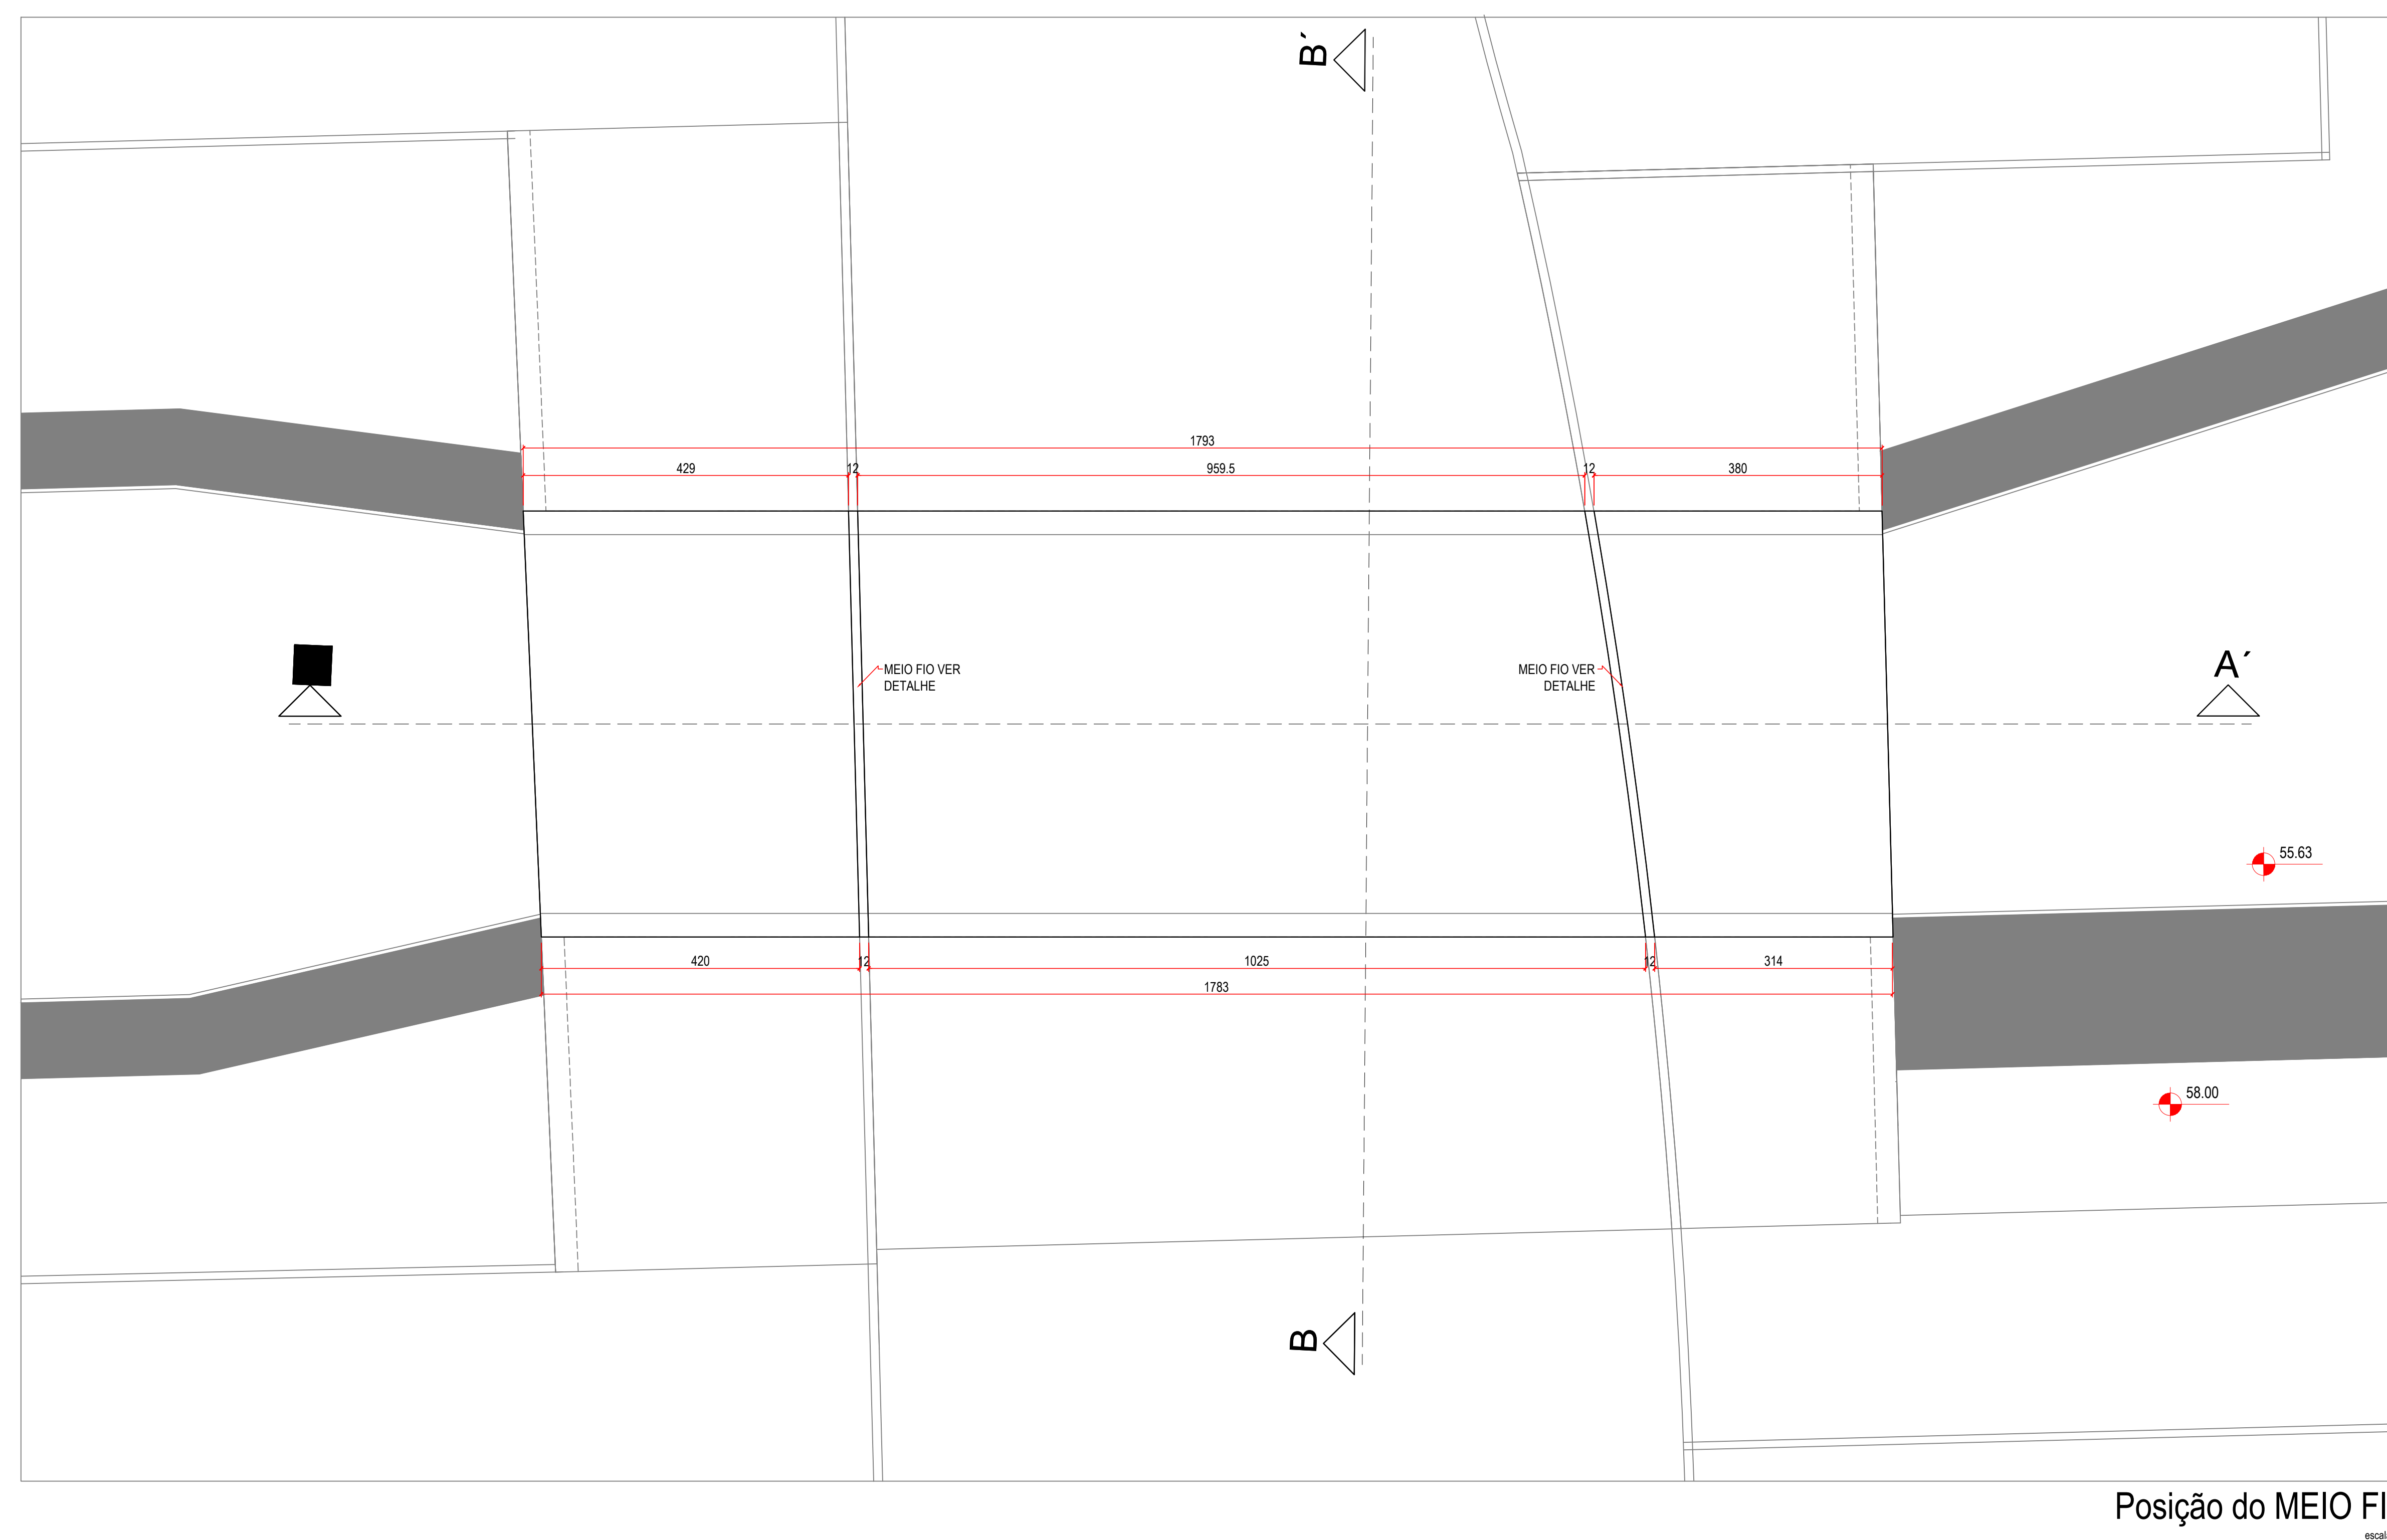 B´
1793
429
12
959.5
12
380
MEIO FIO VER
DETALHE
MEIO FIO VER
DETALHE
A´
55.63
420
12
1025
12
314
1783
58.00
B
Posição do MEIO FI
escal